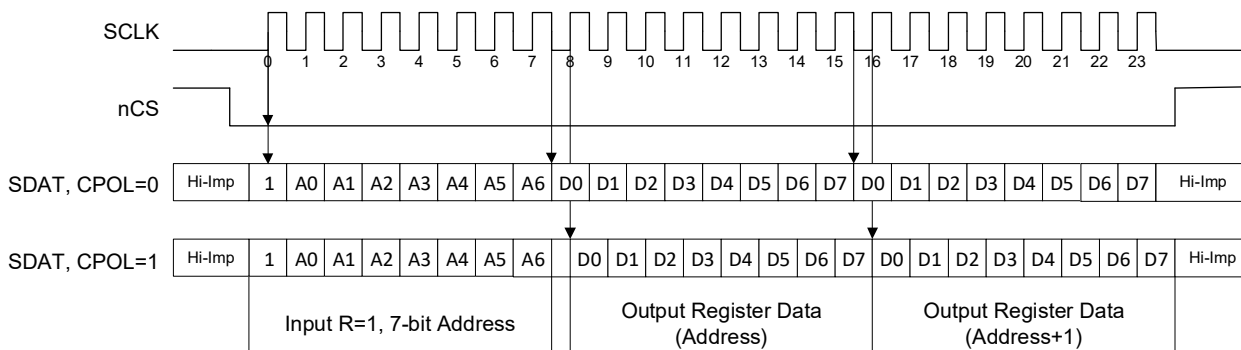 SCLK
0 1 2 3 4 5 6 7 8 9 10 11 12 13 14 15 16 17 18 19 20 21 22 23
nCS
SDAT, CPOL=0 Hi-Imp 1 A0 A1 A2 A3 A4 A5 A6 D0 D1 D2 D3 D4 D5 D6 D7 D0 D1 D2 D3 D4 D5 D6 D7 Hi-Imp
SDAT, CPOL=1 Hi-Imp 1 A0 A1 A2 A3 A4 A5 A6 D0 D1 D2 D3 D4 D5 D6 D7 D0 D1 D2 D3 D4 D5 D6 D7 Hi-Imp
Input R=1, 7-bit Address
Output Register Data
(Address)
Output Register Data
(Address+1)